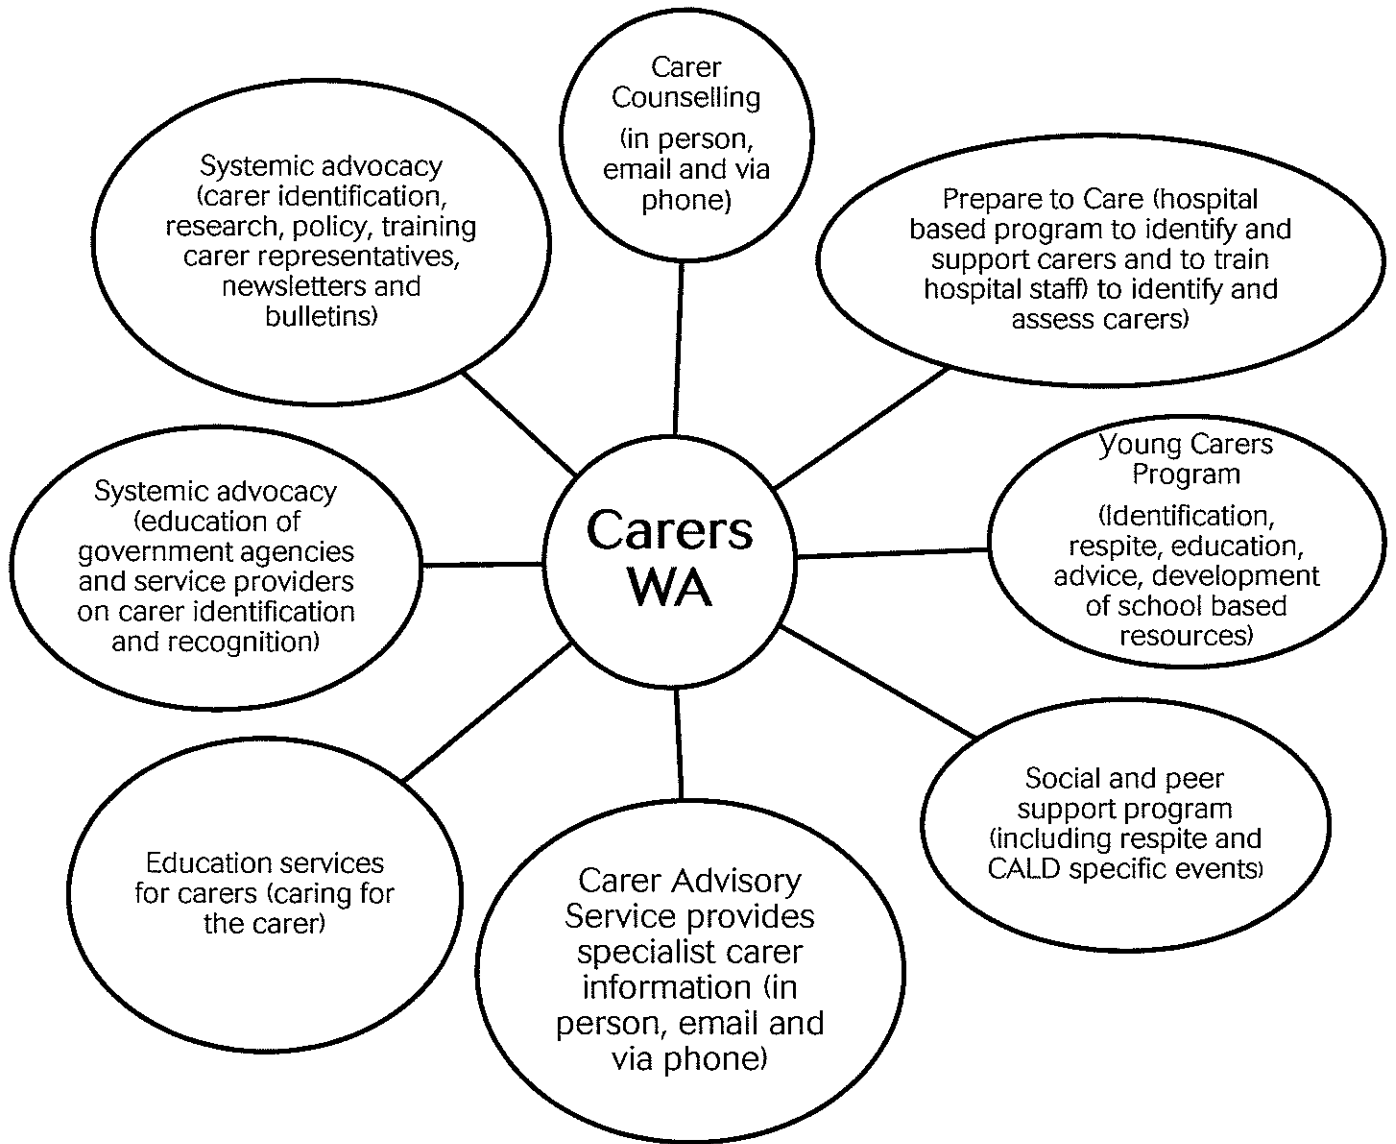 Carer
Counselling
(in person,
email and via
phone)
Systemic advocacy
(carer identification,
research, policy, training
carer representatives,
newsletters and
bulletins)
Prepare to Care (hospital
based program to identify and
support carers and to train
hospital staff) to identify and
assess carers)
Systemic advocacy
(education of
government agencies
and service providers
on carer identification
and recognition)
Carers
WA
Young Carers
Program
(Identification,
respite, education,
advice, development
of school based
resources)
Education services
for carers (caring for
the carer)
Carer Advisory
Service provides
specialist carer
information (in
person, email and
via phone)
Social and peer
support program
(including respite and
CALD specific events)